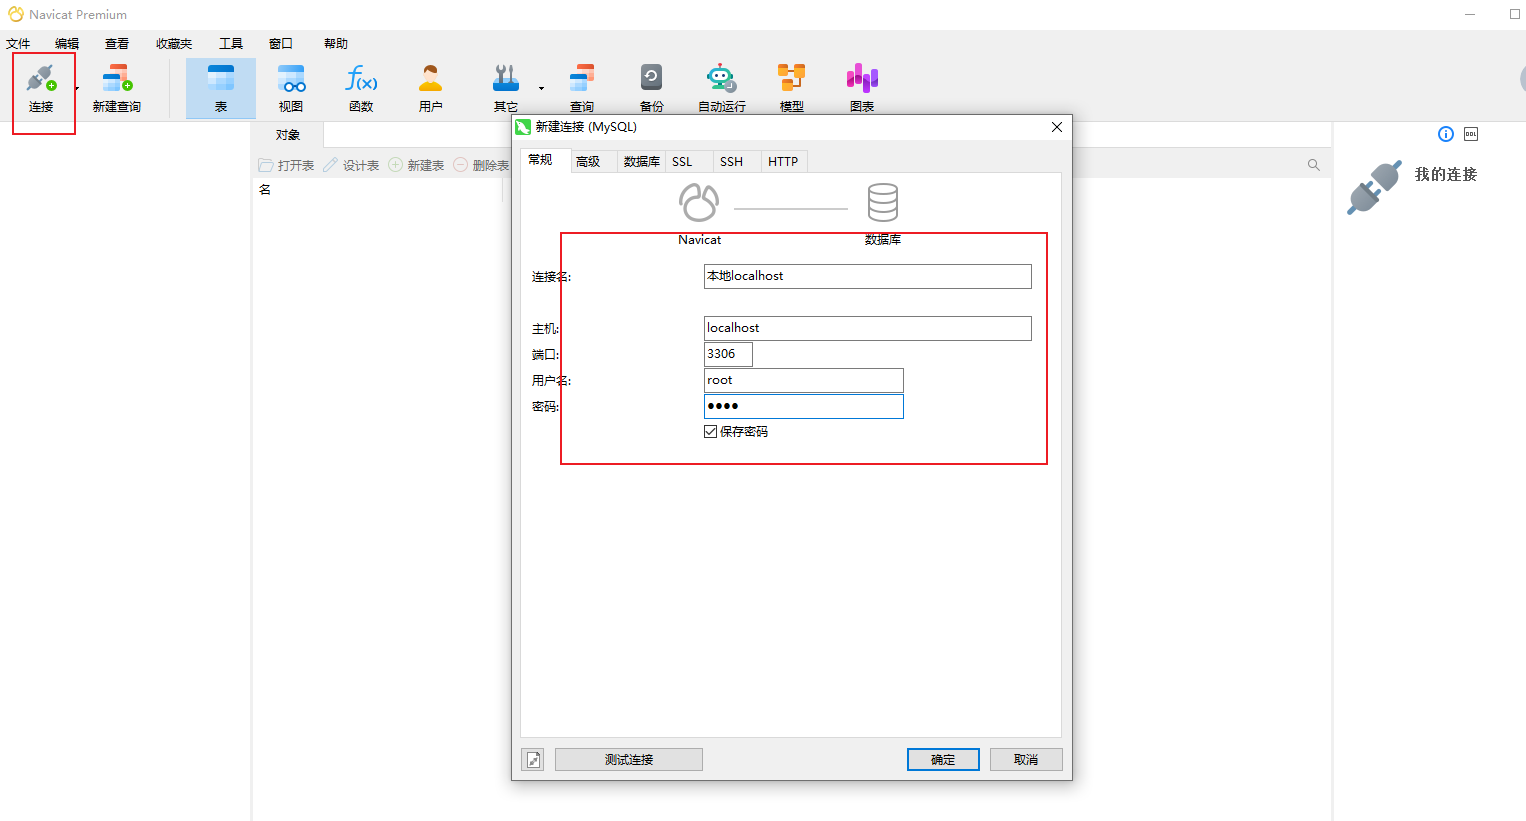 Navicat Premium
文件 编辑 查看 收藏夹 工具 窗口 帮助
连接 新建查询 表 视图 函数 用户 其它 查询 备份 自动运行 模型 图表
f(x)
新建连接 (MySQL)
对象
打开表 设计表 新建表 删除表
名
常规 高级 数据库 SSL SSH HTTP
Navicat 数据库
连接名: 本地localhost
主机: localhost
端口: 3306
用户名: root
密码: ●●●●
保存密码
测试连接 确定 取消
DDL
我的连接